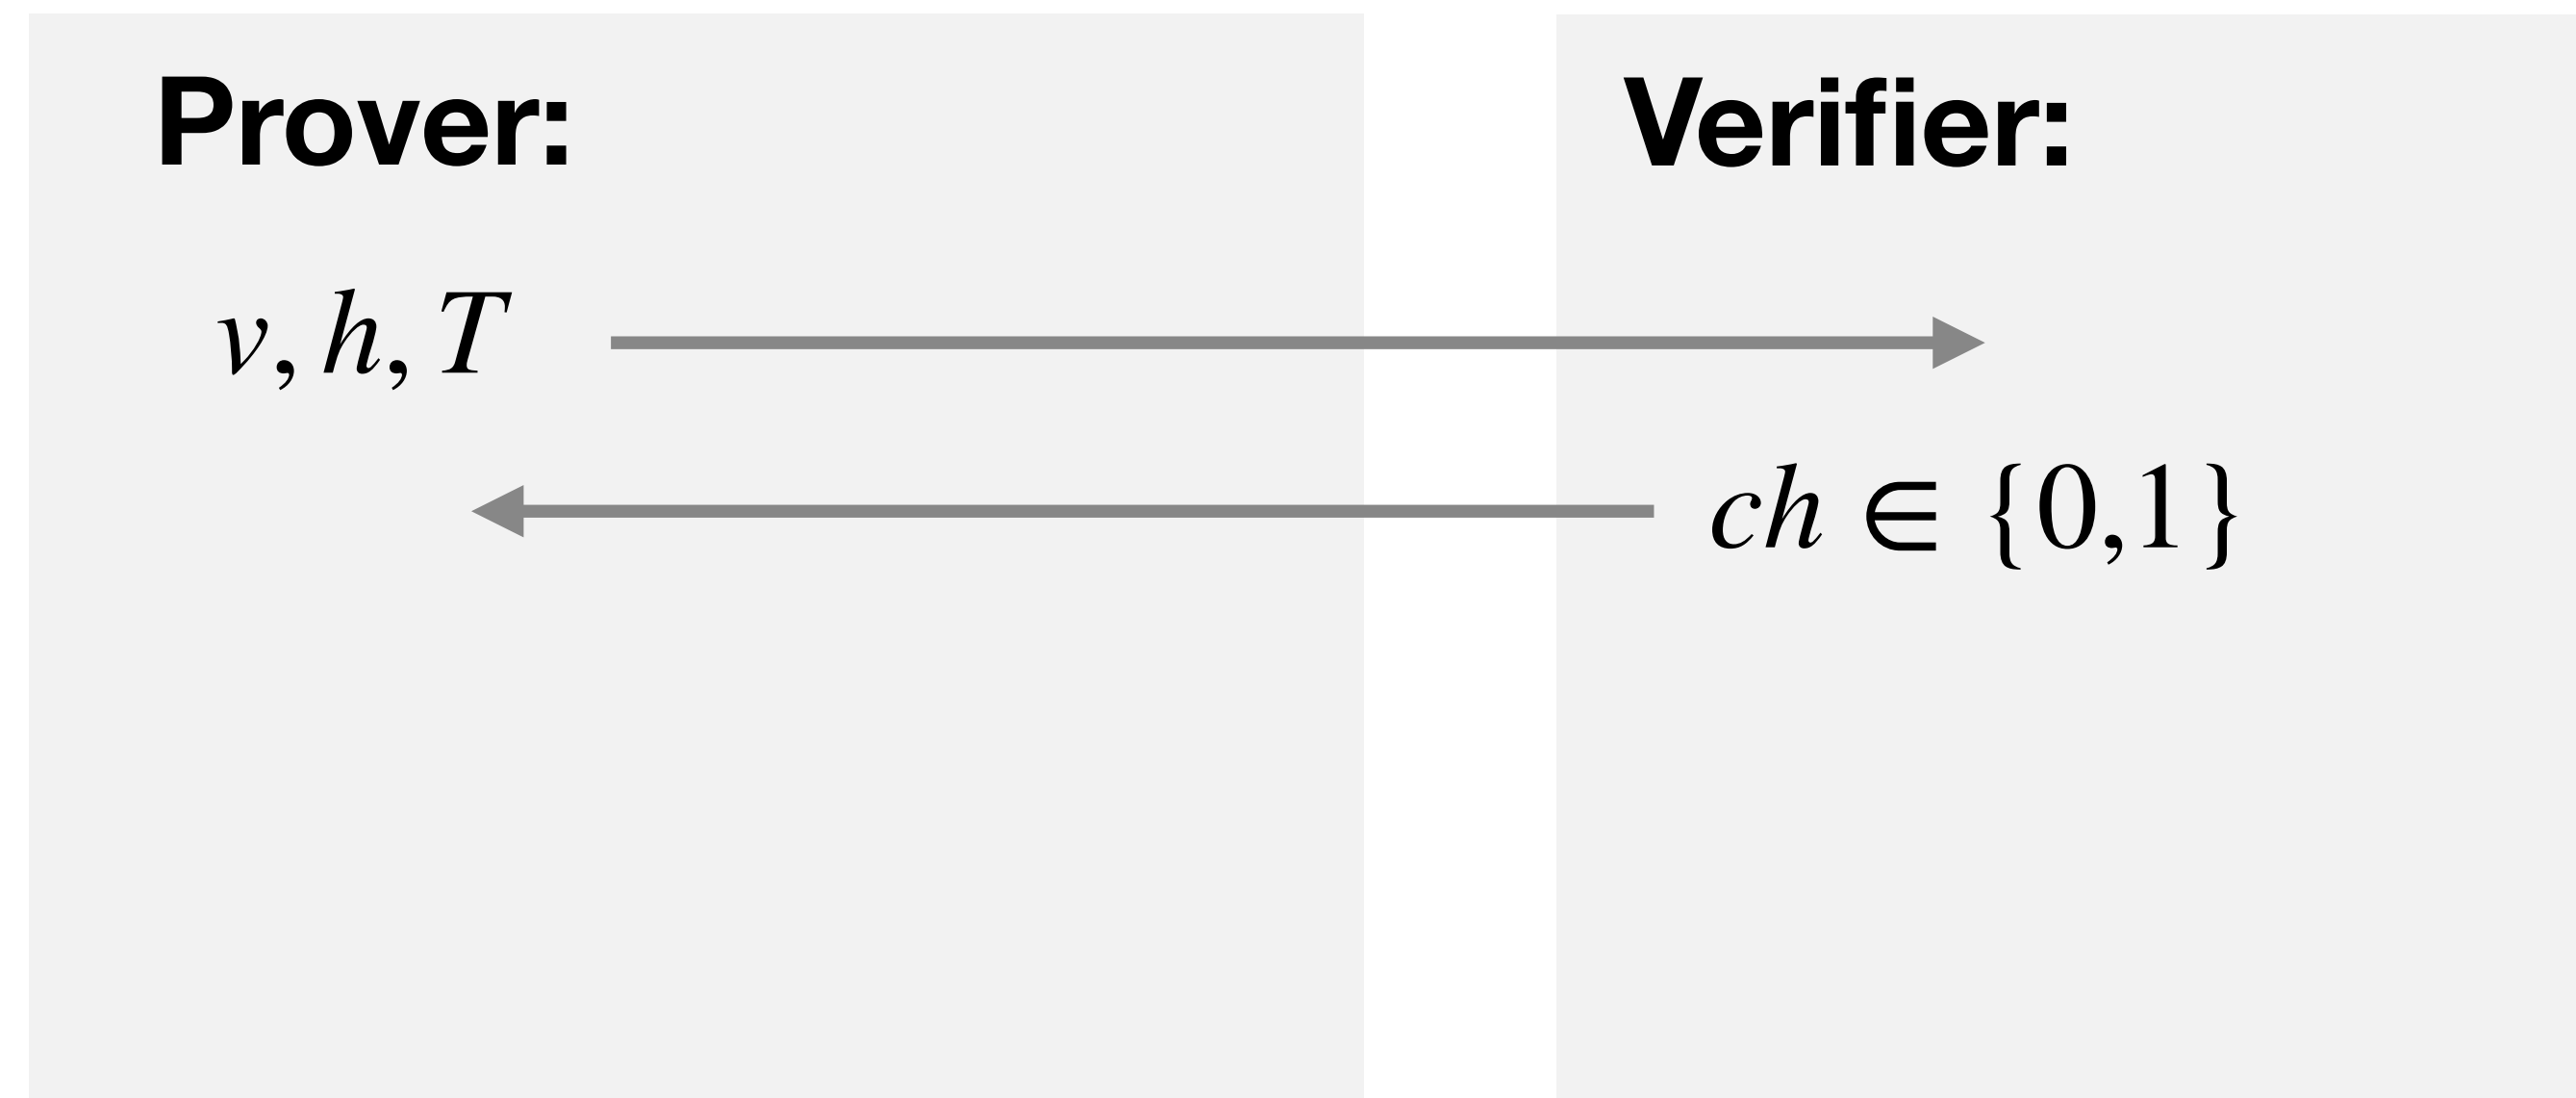 Prover:
Verifier:
v, h, T
ch ∈ {0,1}